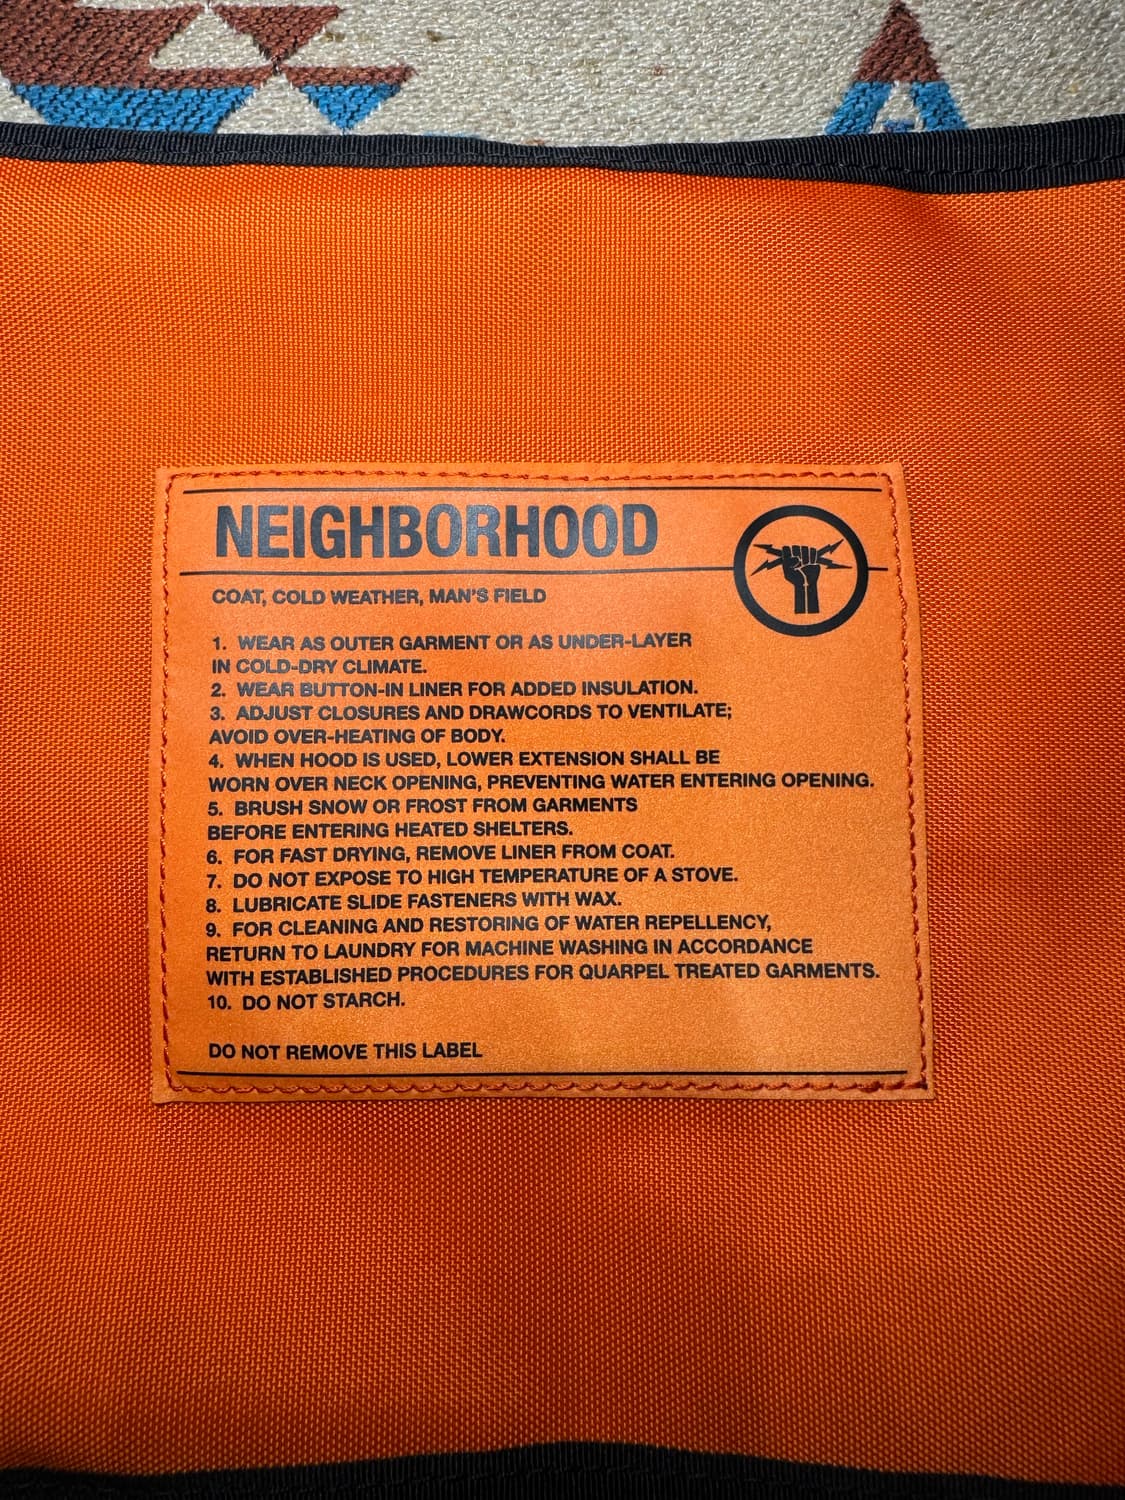 NEIGHBORHOOD
COAT, COLD WEATHER, MAN'S FIELD
1. WEAR AS OUTER GARMENT OR AS UNDER-LAYER
IN COLD-DRY CLIMATE.
2. WEAR BUTTON-IN LINER FOR ADDED INSULATION.
3. ADJUST CLOSURES AND DRAWCORDS TO VENTILATE;
AVOID OVER-HEATING OF BODY.
4. WHEN HOOD IS USED, LOWER EXTENSION SHALL BE
WORN OVER NECK OPENING, PREVENTING WATER ENTERING OPENING.
5. BRUSH SNOW OR FROST FROM GARMENTS
BEFORE ENTERING HEATED SHELTERS.
6. FOR FAST DRYING, REMOVE LINER FROM COAT.
7. DO NOT EXPOSE TO HIGH TEMPERATURE OF A STOVE.
8. LUBRICATE SLIDE FASTENERS WITH WAX.
9. FOR CLEANING AND RESTORING OF WATER REPELLENCY,
RETURN TO LAUNDRY FOR MACHINE WASHING IN ACCORDANCE
WITH ESTABLISHED PROCEDURES FOR QUARPEL TREATED GARMENTS.
10. DO NOT STARCH.
DO NOT REMOVE THIS LABEL